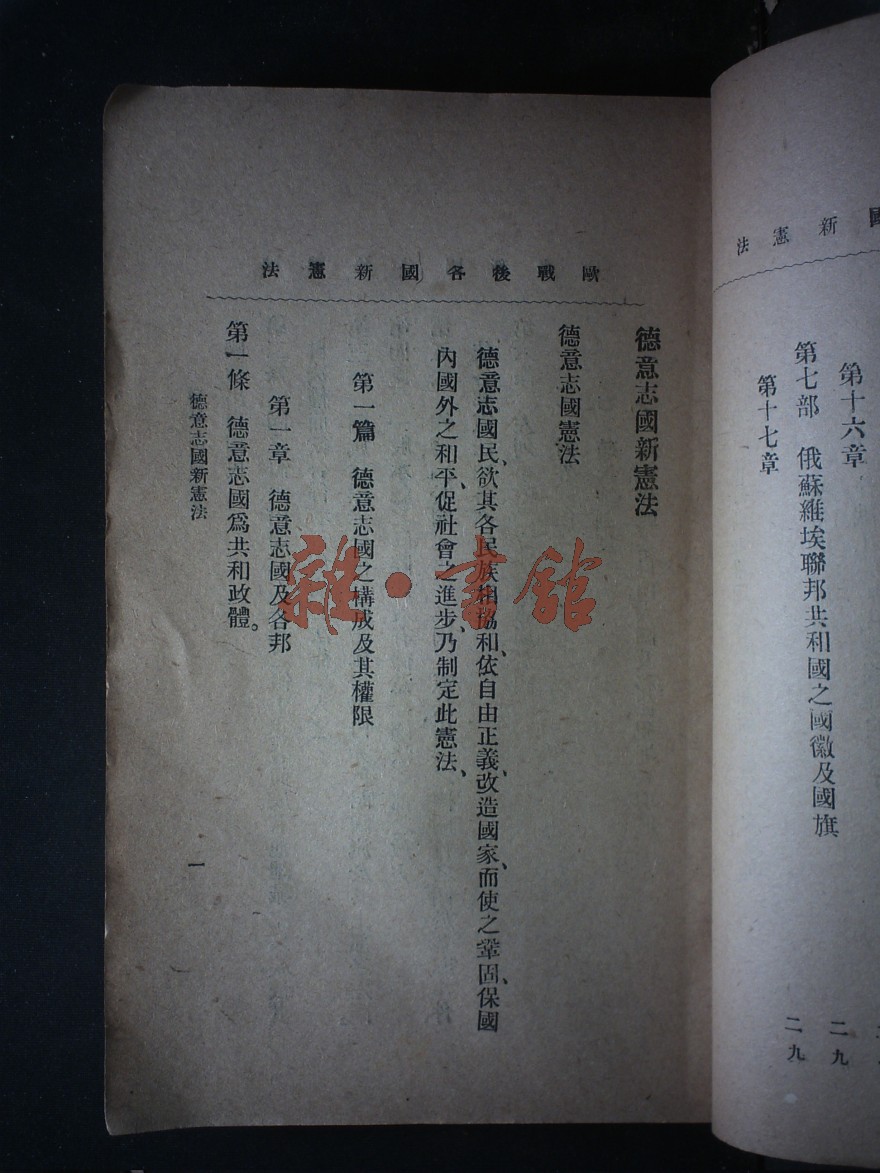 國新憲法
第十六章
第七部　俄蘇維埃聯邦共和國之國徽及國旗　二九
第十七章　二九
歐戰後各國新憲法
德意志國新憲法
德意志國憲法
德意志國民、欲其各民族相協和、依自由正義、改造國家、而使之鞏固、保國
內國外之和平、促社會之進步、乃制定此憲法、
第一篇　德意志國之構成及其權限
第一章　德意志國及各邦
第一條　德意志國爲共和政體。
德意志國新憲法
一
雜·書館